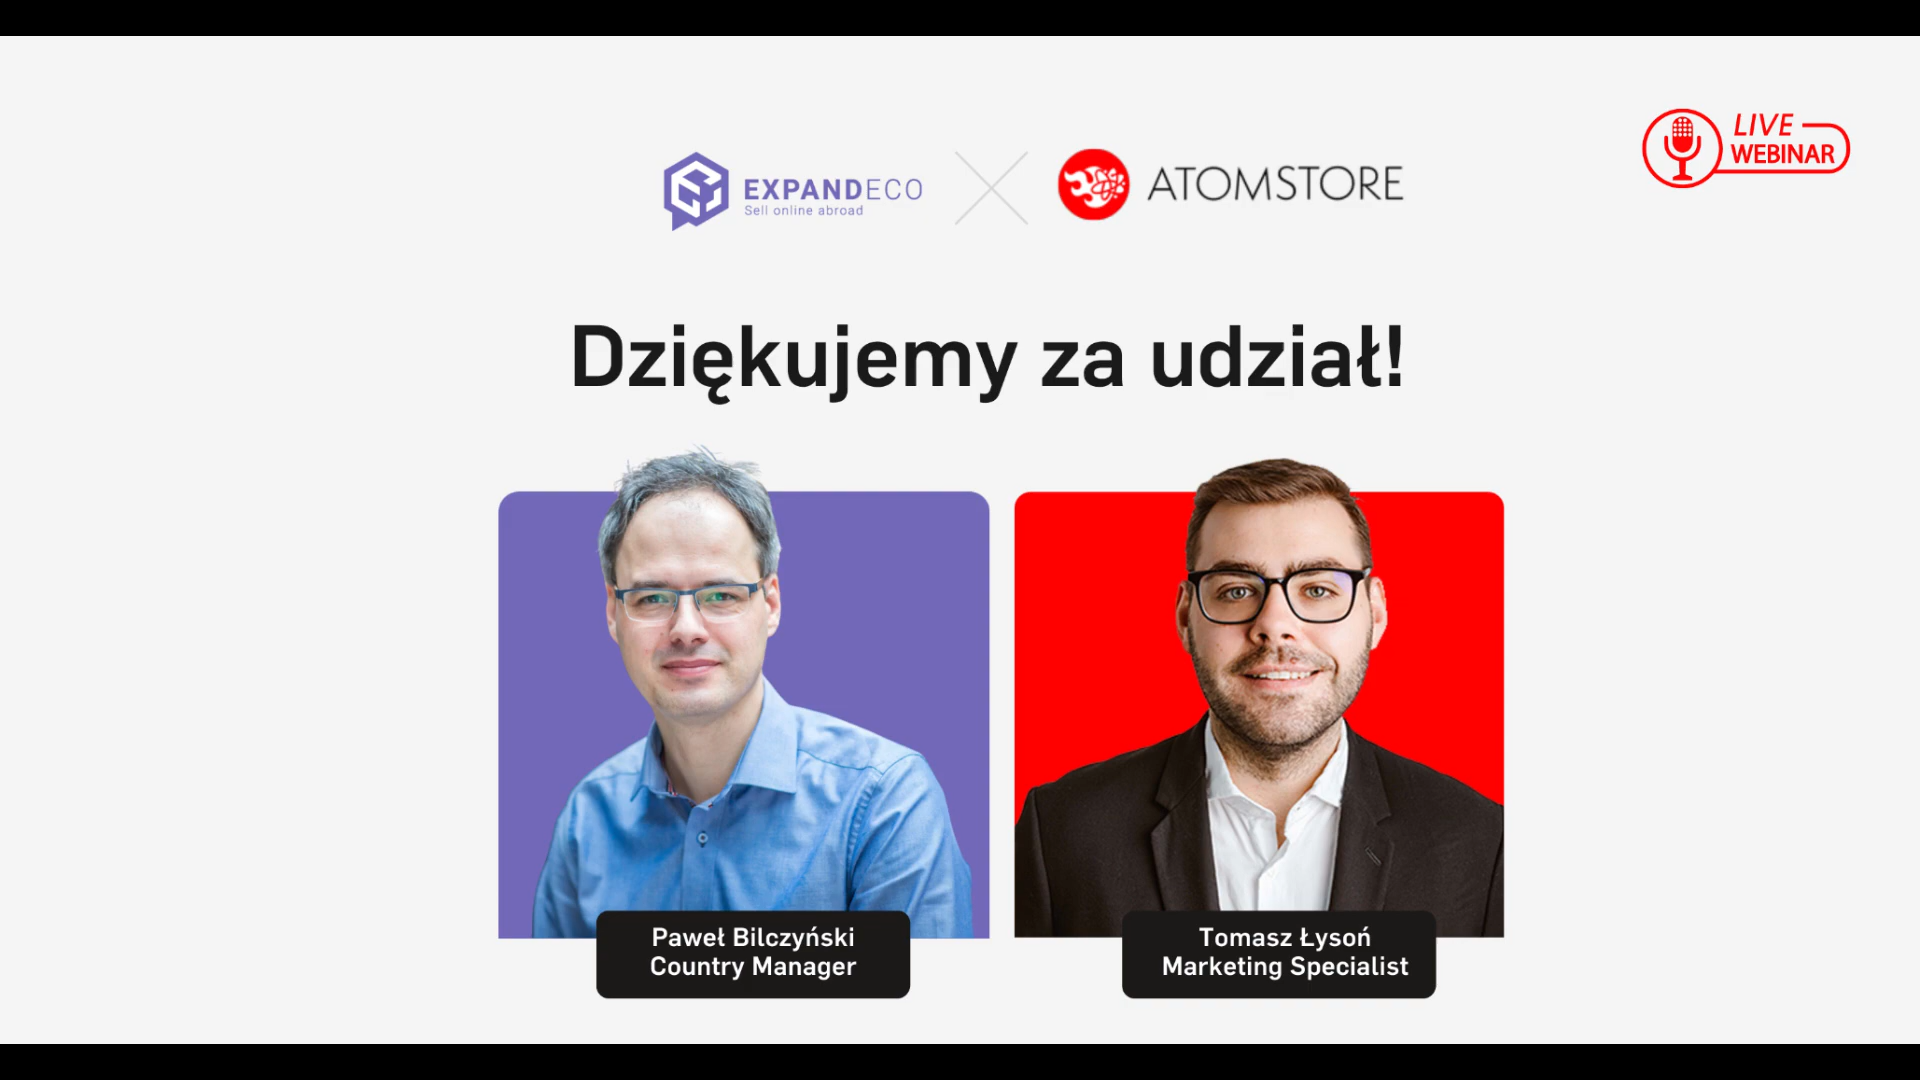 EXPANDECO
Sell online abroad
ATOMSTORE
LIVE
WEBINAR
Dziękujemy za udział!
Paweł Bilczyński
Country Manager
Tomasz Łysoń
Marketing Specialist